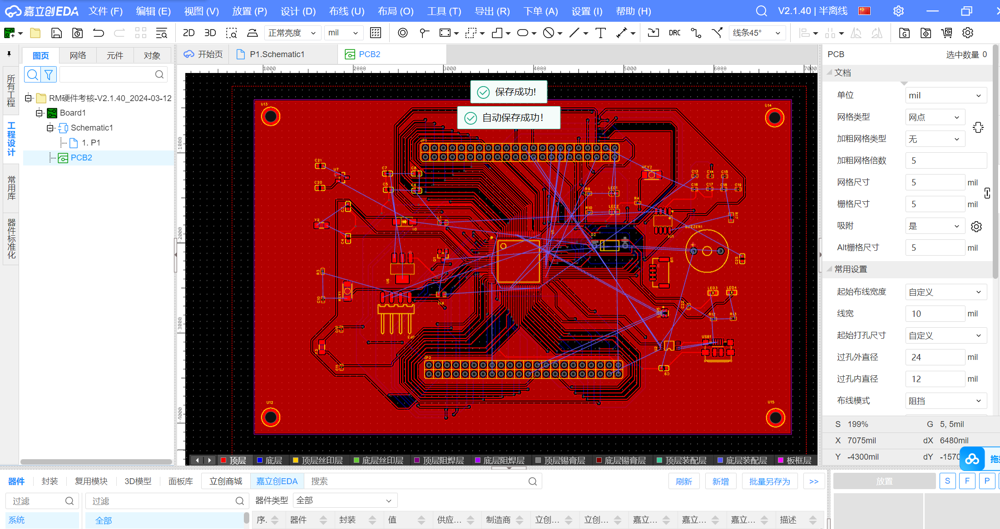 嘉立创EDA 文件 (F) 编辑 (E) 视图 (V) 放置 (P) 设计 (D) 布线 (U) 布局 (O) 工具 (T) 导出 (R) 下单 (A) 设置 (I) 帮助 (H) V2.1.40 | 半离线
2D 3D 正常亮度 mil T DRC 线条45°
图页 网络 元件 对象
开始页 P1.Schematic1 PCB2
所有工程
工程设计
常用库
器件标准化
RM硬件考核-V2.1.40_2024-03-12
Board1
Schematic1
1. P1
PCB2
1000 2000 3000 4000 5000 6000 7000
-1000
-2000
-3000
-4000
保存成功!
自动保存成功!
U13
U14
JP1
C21
U7
C20
C7 C8
C5 C6
KEY2
C13 C14 C15
C16 C17 C18 C19
R9 LED1
R4
R10 LED2
R17
C3
Y2
C4
L1
D1
D2
U1
BUZZER1
C25
Q1
U6
R3
KEY1
C10
R11
LED3 LED4
C22
LED5
R12 R13
JP3
C12
Y3
C11
USB1
U2
C9
JP2
U12
U15
顶层 底层 顶层丝印层 底层丝印层 顶层阻焊层 底层阻焊层 顶层锡膏层 底层锡膏层 顶层装配层 底层装配层 板框层
PCB 选中数量 0
文档
单位 mil
网格类型 网点
加粗网格类型 无
加粗网格倍数 5
网格尺寸 5 mil
栅格尺寸 5 mil
吸附 是
Alt栅格尺寸 5 mil
常用设置
起始布线宽度 自定义
线宽 10 mil
起始打孔尺寸 自定义
过孔外直径 24 mil
过孔内直径 12 mil
布线模式 阻挡
S 199% G 5, 5mil
X 7075mil dX 6480mil
Y -4300mil dY -1570
器件 封装 复用模块 3D模型 面板库 立创商城 嘉立创EDA 搜索 刷新 新增 批量另存为 >> 放置 S F P
过滤 过滤 器件类型 全部
系统 全部 序. 器件 封装 值 供应... 制造商 立创... 立创... 嘉立... 嘉立... 嘉立... 描述